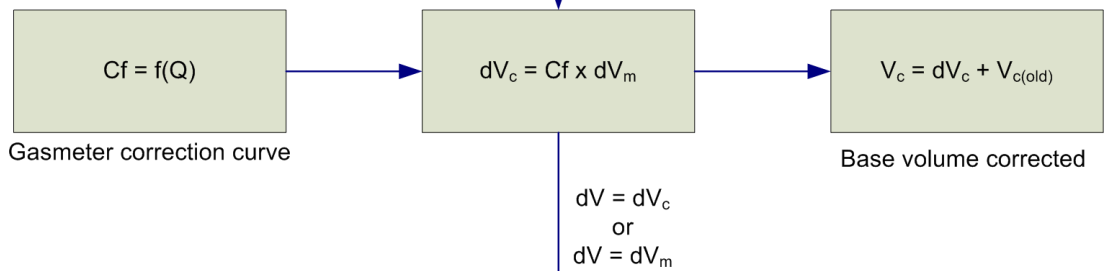 Cf = f(Q)
dVc = Cf x dVm
Vc = dVc + Vc(old)
Gasmeter correction curve
Base volume corrected
dV = dVc
or
dV = dVm